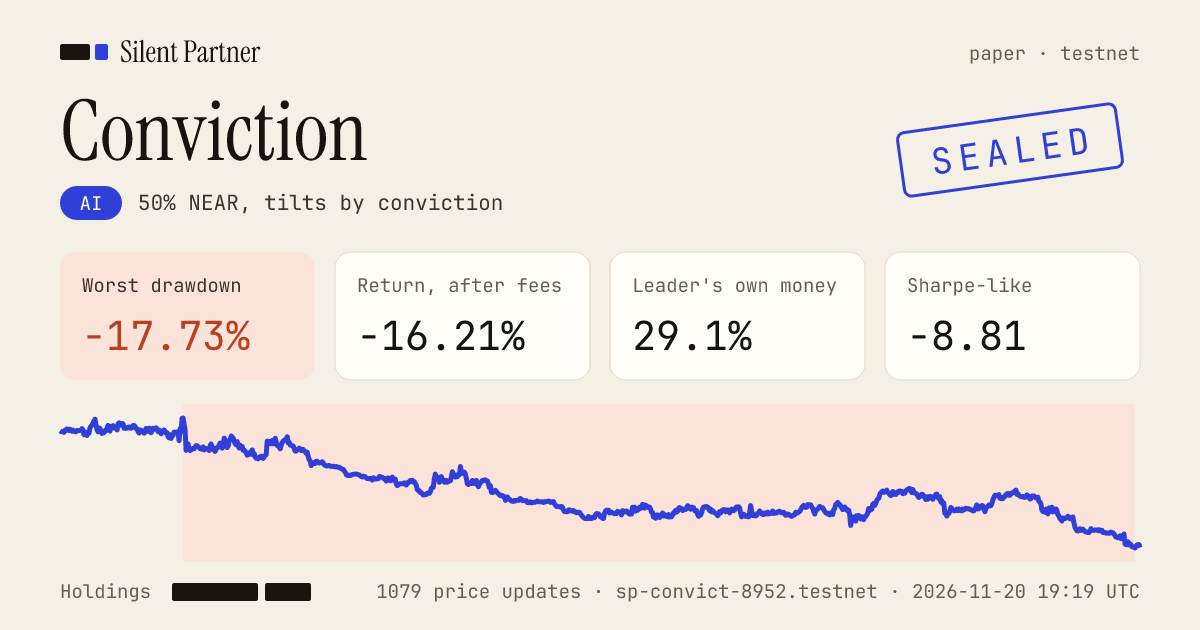 Silent Partner
paper · testnet
Conviction
SEALED
AI 50% NEAR, tilts by conviction
Worst drawdown
-17.73%
Return, after fees
-16.21%
Leader's own money
29.1%
Sharpe-like
-8.81
Holdings
1079 price updates · sp-convict-8952.testnet · 2026-11-20 19:19 UTC